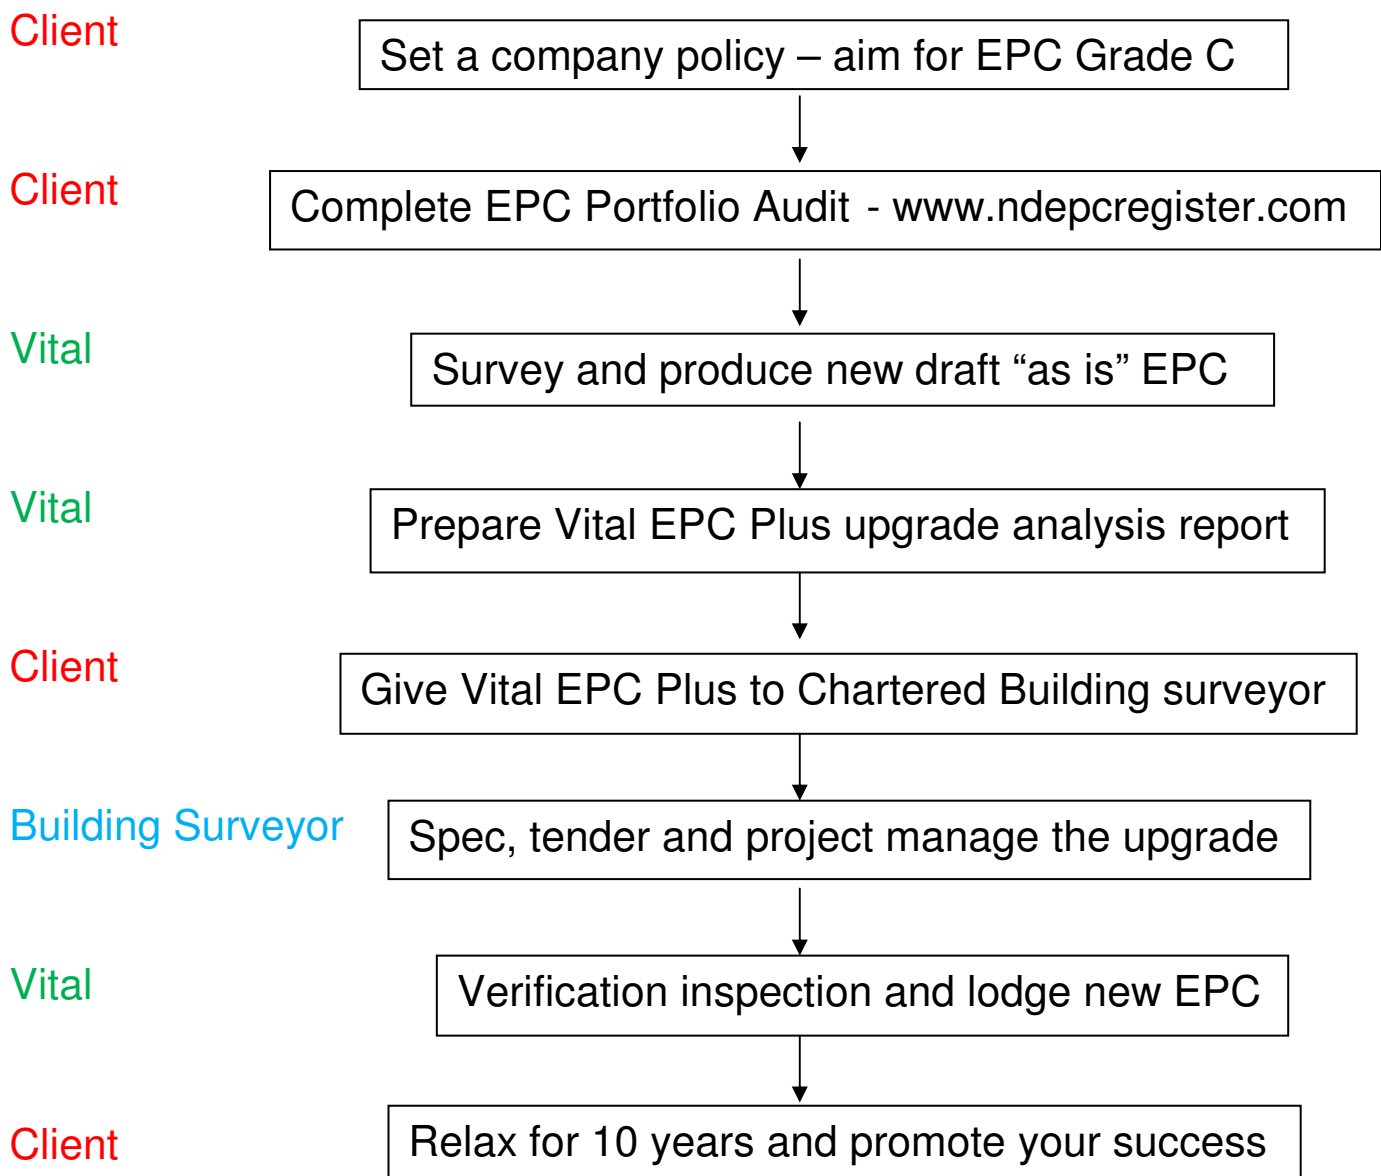 Client
Set a company policy – aim for EPC Grade C
Client
Complete EPC Portfolio Audit - www.ndepcregister.com
Vital
Survey and produce new draft “as is” EPC
Vital
Prepare Vital EPC Plus upgrade analysis report
Client
Give Vital EPC Plus to Chartered Building surveyor
Building Surveyor
Spec, tender and project manage the upgrade
Vital
Verification inspection and lodge new EPC
Client
Relax for 10 years and promote your success